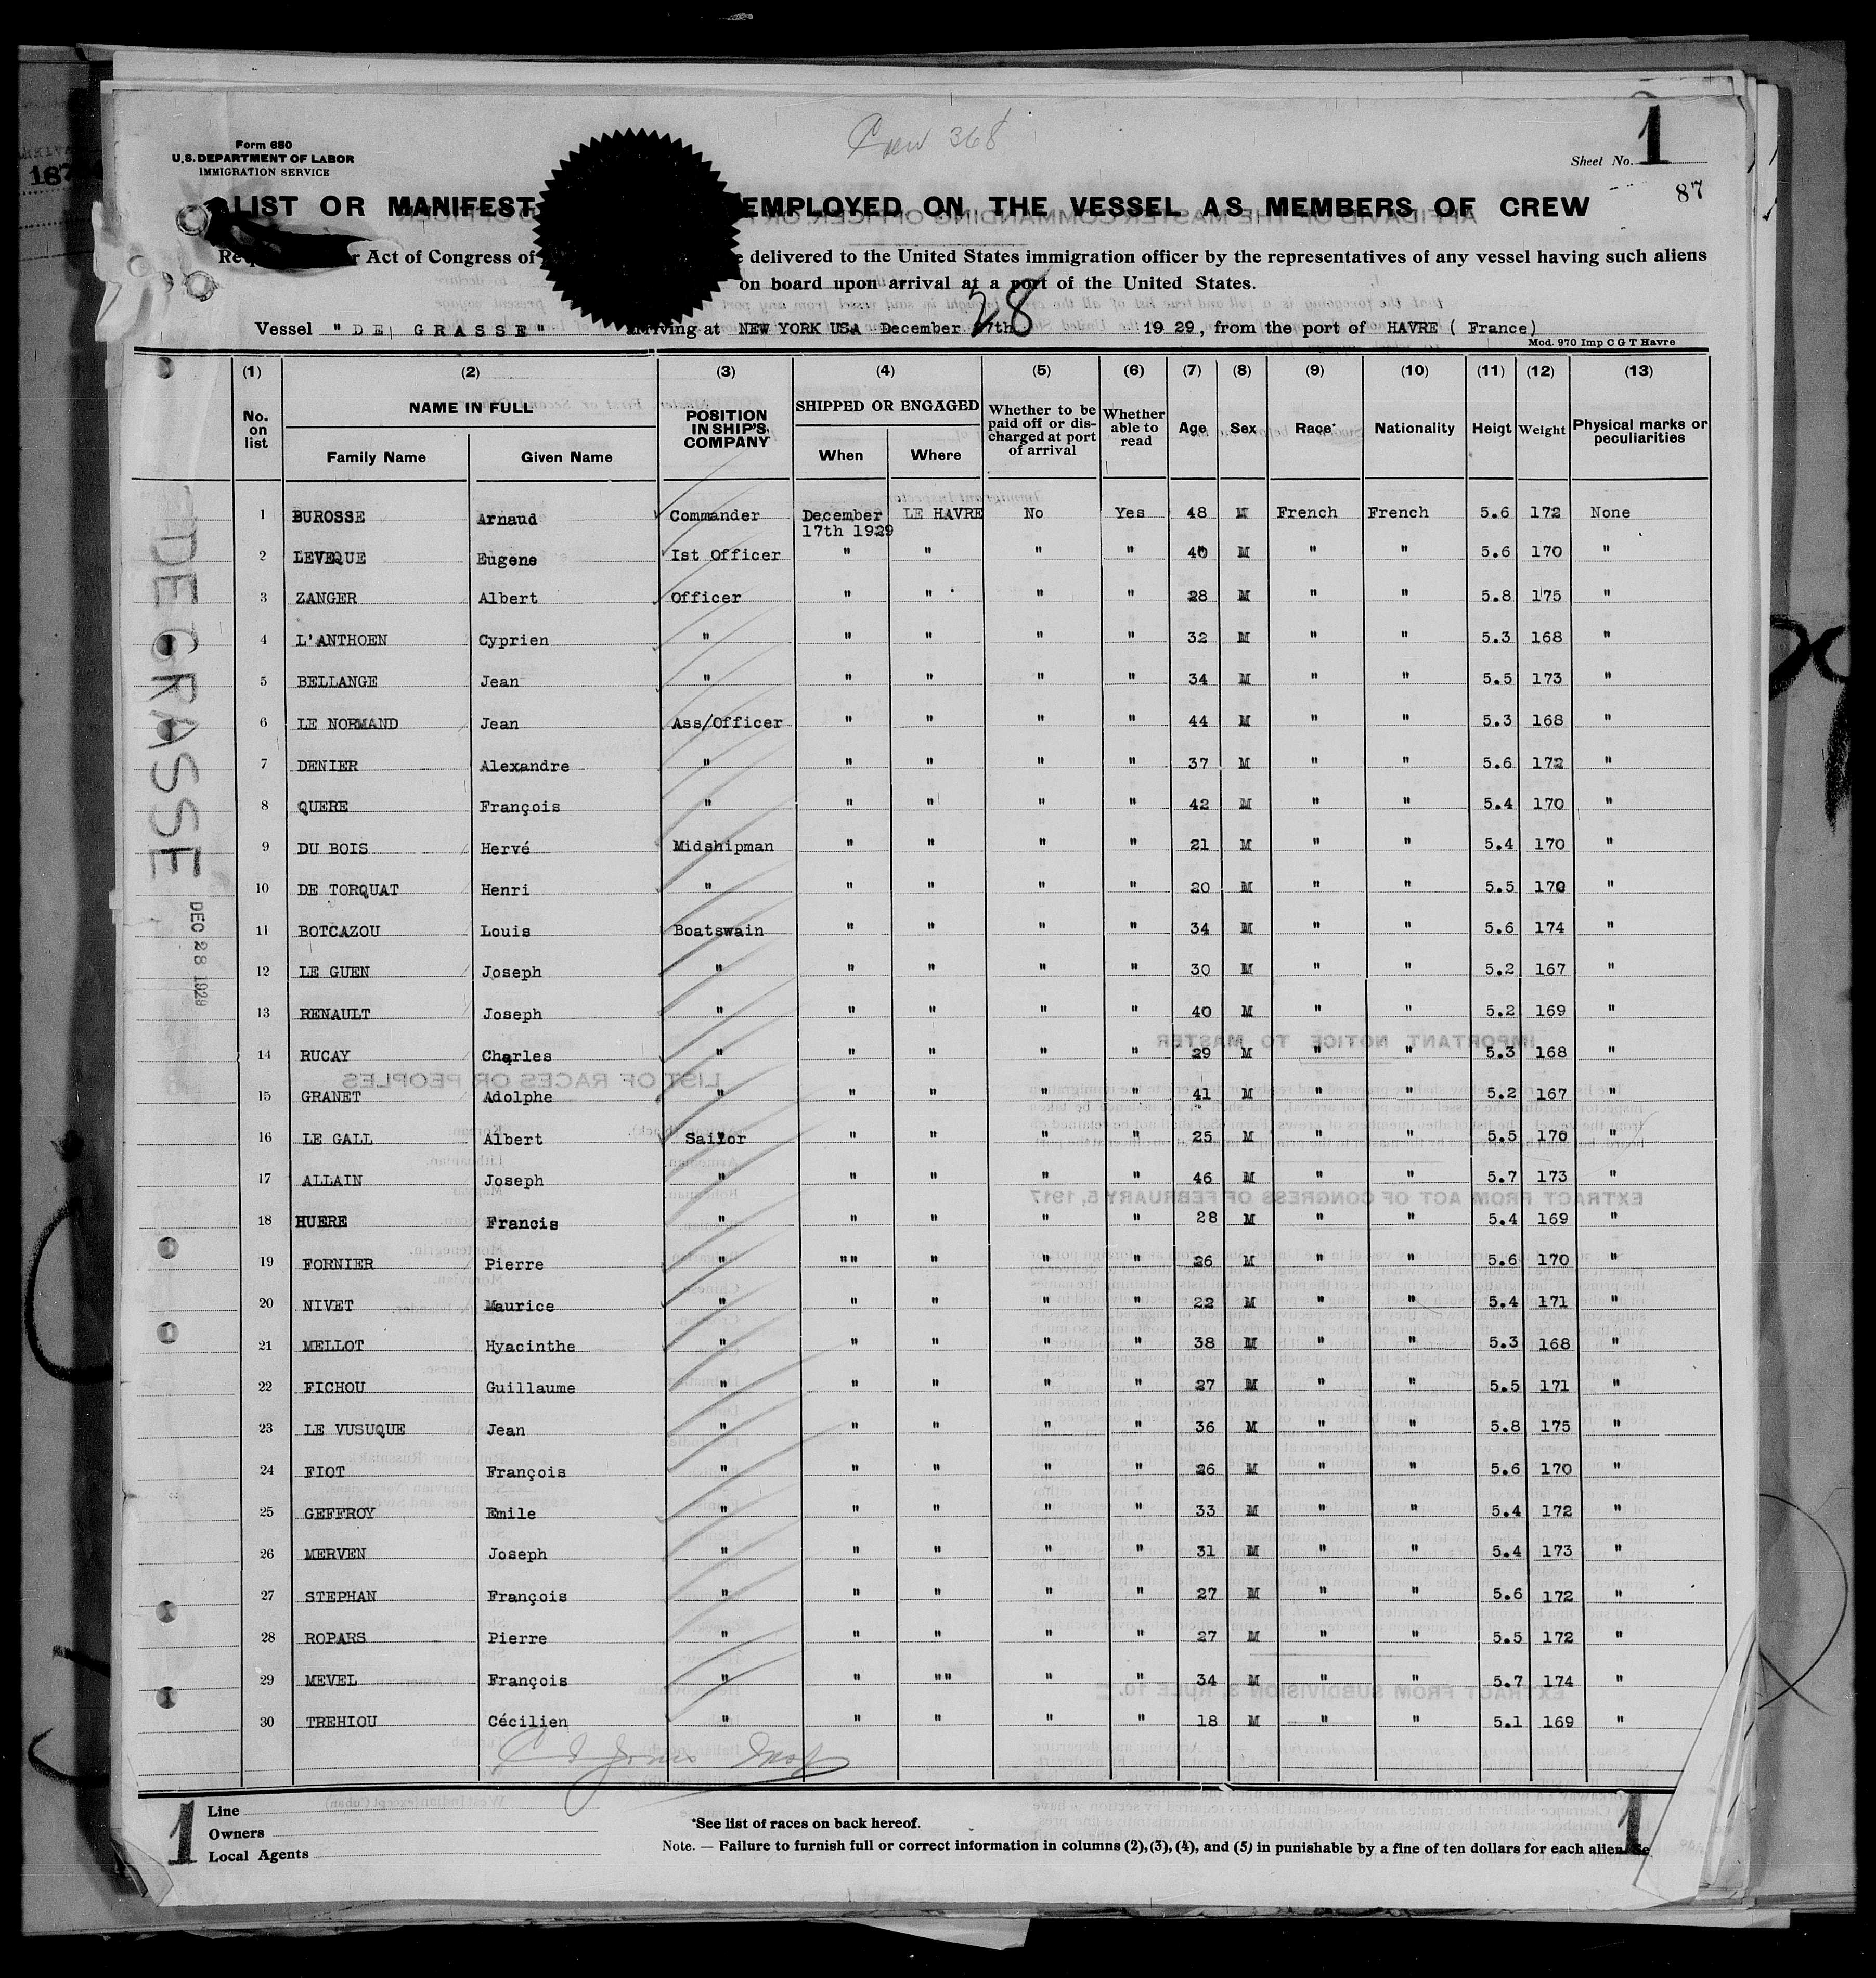 Crew 368
Form 680
U.S. DEPARTMENT OF LABOR
IMMIGRATION SERVICE
Sheet No. 1
87
LIST OR MANIFEST EMPLOYED ON THE VESSEL AS MEMBERS OF CREW
Act of Congress of delivered to the United States immigration officer by the representatives of any vessel having such aliens
on board upon arrival at a port of the United States.
28
Vessel "DE GRASSE" arriving at NEW YORK USA December 1929, from the port of HAVRE ( France)
Mod. 970 Imp C G T Havre
(1) (2) (3) (4) (5) (6) (7) (8) (9) (10) (11) (12) (13)
No. on list NAME IN FULL Family Name Given Name POSITION IN SHIP'S COMPANY SHIPPED OR ENGAGED When Where Whether to be paid off or discharged at port of arrival Whether able to read Age Sex Race* Nationality Heigt Weight Physical marks or peculiarities
1 BUROSSE Arnaud Commander December 17th 1929 LE HAVRE No Yes 48 M French French 5.6 172 None
2 LEVEQUE Eugene Ist Officer " " " " 40 M " " 5.6 170 "
3 ZANGER Albert Officer " " " " 28 M " " 5.8 175 "
4 L'ANTHOEN Cyprien " " " " " 32 M " " 5.3 168 "
5 BELLANGE Jean " " " " " 34 M " " 5.5 173 "
6 LE NORMAND Jean Ass/Officer " " " " 44 M " " 5.3 168 "
7 DENIER Alexandre " " " " " 37 M " " 5.6 172 "
8 QUERE François " " " " " 42 M " " 5.4 170 "
9 DU BOIS Hervé Midshipman " " " " 21 M " " 5.4 170 "
10 DE TORQUAT Henri " " " " " 20 M " " 5.5 170 "
11 BOTCAZOU Louis Boatswain " " " " 34 M " " 5.6 174 "
12 LE GUEN Joseph " " " " " 30 M " " 5.2 167 "
13 RENAULT Joseph " " " " " 40 M " " 5.2 169 "
14 RUCAY Charles " " " " " 29 M " " 5.3 168 "
15 GRANET Adolphe " " " " " 41 M " " 5.2 167 "
16 LE GALL Albert Sailor " " " " 25 M " " 5.5 170 "
17 ALLAIN Joseph " " " " " 46 M " " 5.7 173 "
18 HUERE Francis " " " " " 28 M " " 5.4 169 "
19 FORNIER Pierre " "" " " " 26 M " " 5.6 170 "
20 NIVET Maurice " " " " " 22 M " " 5.4 171 "
21 MELLOT Hyacinthe " " " " " 38 M " " 5.3 168 "
22 FICHOU Guillaume " " " " " 27 M " " 5.5 171 "
23 LE VUSUQUE Jean " " " " " 36 M " " 5.8 175 "
24 FIOT François " " " " " 26 M " " 5.6 170 "
25 GEFFROY Emile " " " " " 33 M " " 5.4 172 "
26 MERVEN Joseph " " " " " 31 M " " 5.4 173 "
27 STEPHAN François " " " " " 27 M " " 5.6 172 "
28 ROPARS Pierre " " " " " 27 M " " 5.5 172 "
29 MEVEL François " " "" " " 34 M " " 5.7 174 "
30 TREHIOU Cécilien " " " " " 18 M " " 5.1 169 "
Jones Insp
DE GRASSE
DEC 28 1929
1 Line
Owners
Local Agents
*See list of races on back hereof.
Note. — Failure to furnish full or correct information in columns (2), (3), (4), and (5) in punishable by a fine of ten dollars for each alien
1